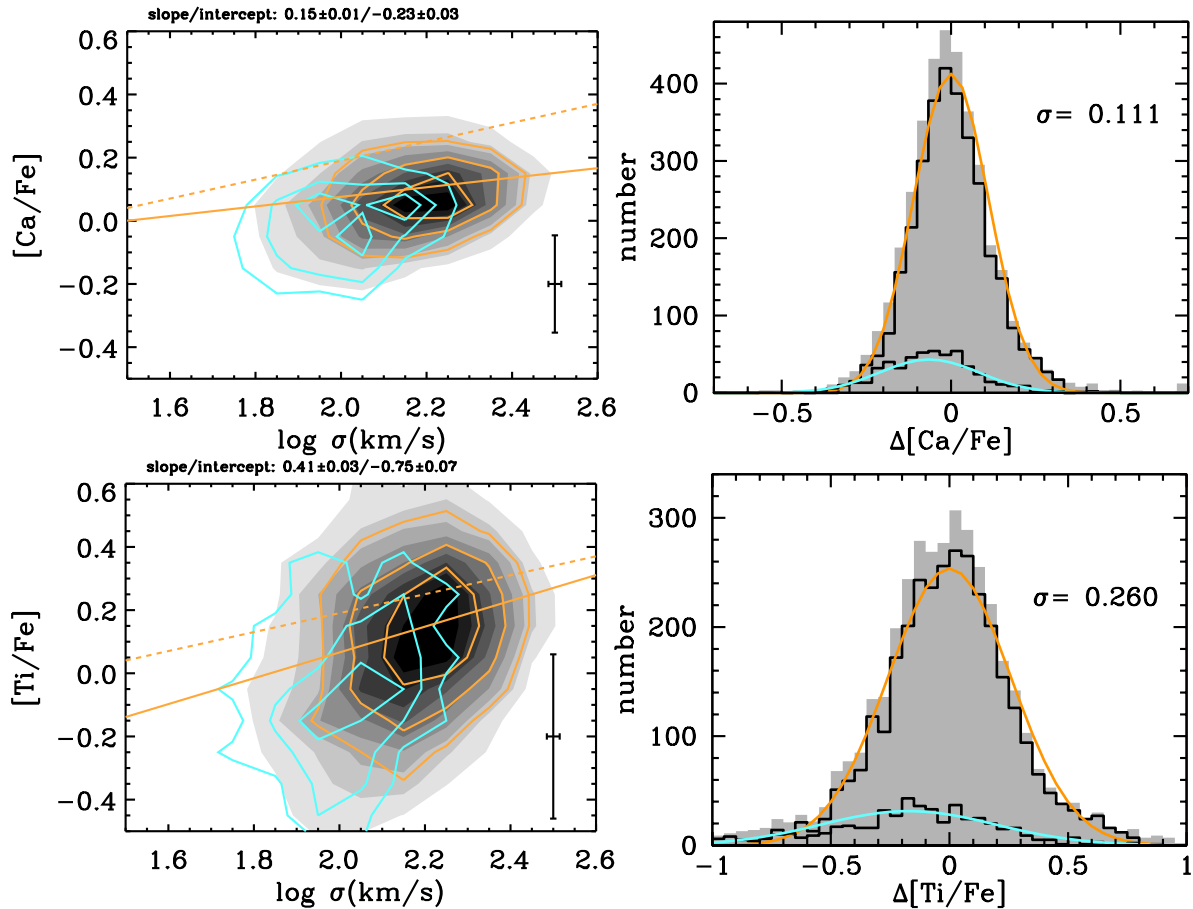 slope/intercept: 0.15±0.01/−0.23±0.03
0.6
0.4
0.2
0.0
−0.2
−0.4
[Ca/Fe]
1.6 1.8 2.0 2.2 2.4 2.6
log σ(km/s)
400
300
200
100
0
number
σ= 0.111
−0.5 0 0.5
Δ[Ca/Fe]
slope/intercept: 0.41±0.03/−0.75±0.07
0.6
0.4
0.2
0.0
−0.2
−0.4
[Ti/Fe]
1.6 1.8 2.0 2.2 2.4 2.6
log σ(km/s)
300
200
100
0
number
σ= 0.260
−1 −0.5 0 0.5 1
Δ[Ti/Fe]